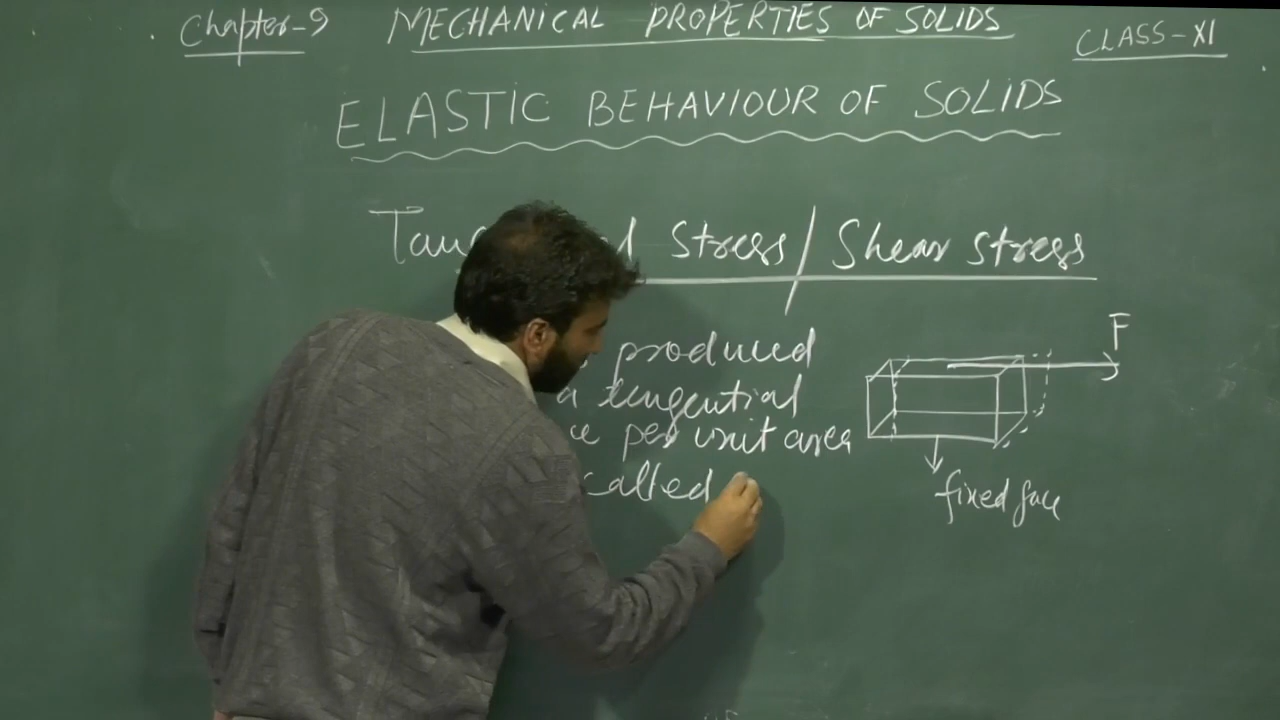 Chapter-9 MECHANICAL PROPERTIES OF SOLIDS CLASS-XI
ELASTIC BEHAVIOUR OF SOLIDS
Stress / Shear stress
produced
a tengential
per unit area
called
F
fixed face